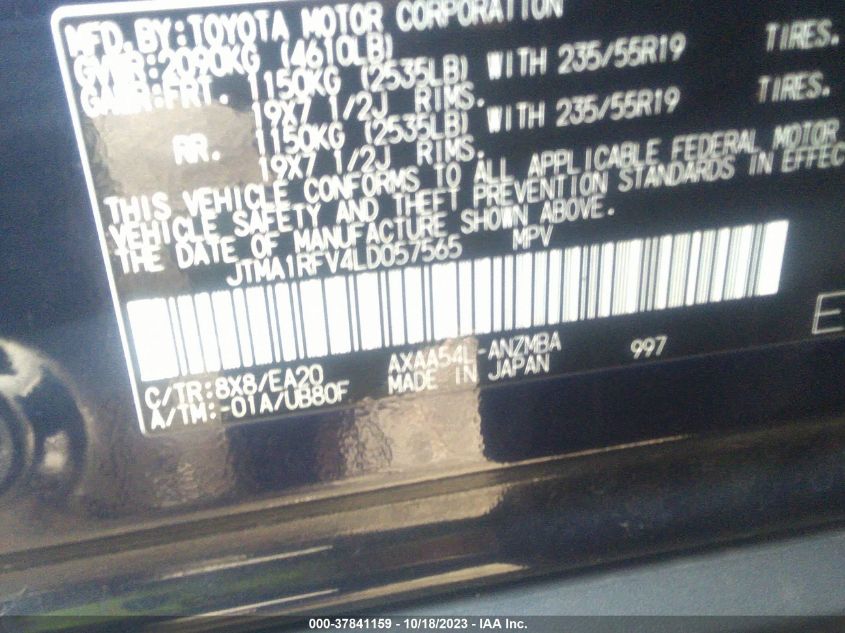 MFD.BY:TOYOTA MOTOR CORPORATION
GVWR:2090KG (4610LB)
GAWR:FRT. 1150KG (2535LB) WITH 235/55R19 TIRES.
19X7 1/2J RIMS.
RR. 1150KG (2535LB) WITH 235/55R19 TIRES.
19X7 1/2J RIMS.
THIS VEHICLE CONFORMS TO ALL APPLICABLE FEDERAL MOTOR
VEHICLE SAFETY AND THEFT PREVENTION STANDARDS IN EFFEC
THE DATE OF MANUFACTURE SHOWN ABOVE.
JTMA1RFV4LD057565 MPV
E
C/TR:8X8/EA20 AXAA54L-ANZMBA 997
A/TM:-01A/UB80F MADE IN JAPAN
000-37841159 - 10/18/2023 - IAA Inc.